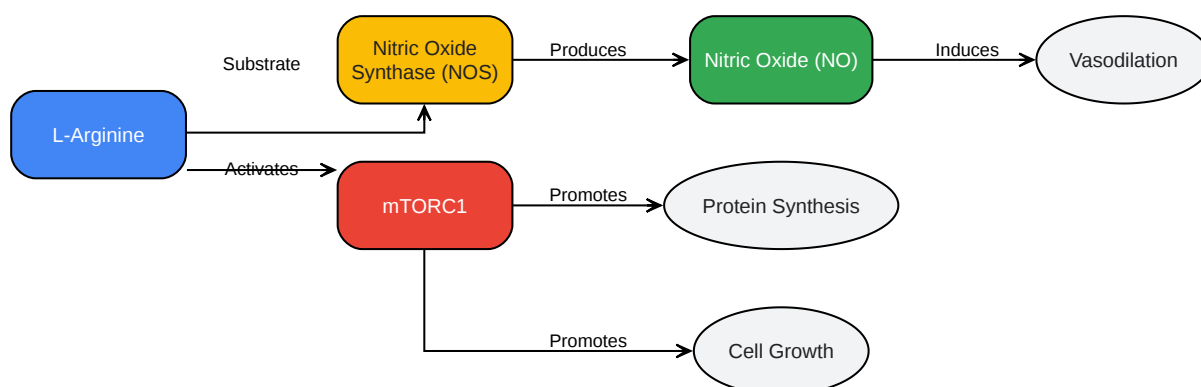 Substrate
Nitric Oxide
Synthase (NOS)
Produces
Nitric Oxide (NO)
Induces
Vasodilation
L-Arginine
Activates
mTORC1
Promotes
Protein Synthesis
Promotes
Cell Growth